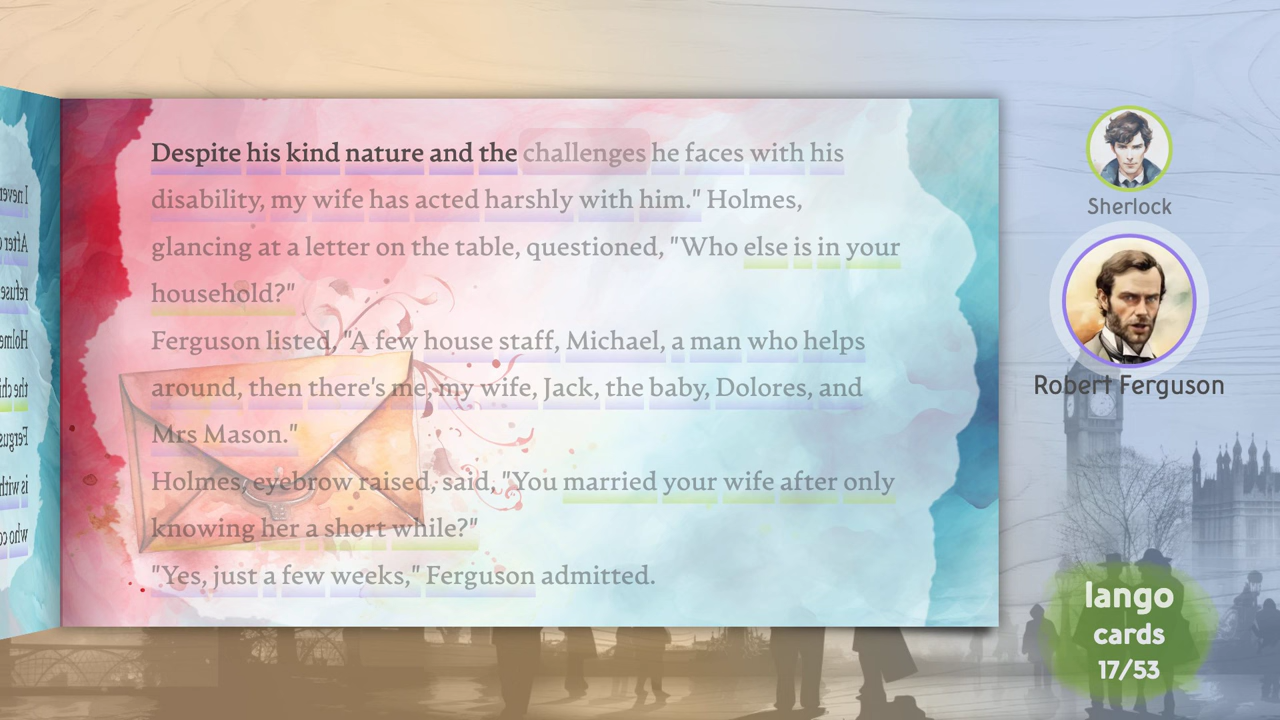 Despite his kind nature and the challenges he faces with his
disability, my wife has acted harshly with him." Holmes,
glancing at a letter on the table, questioned, "Who else is in your
household?"
Ferguson listed, "A few house staff, Michael, a man who helps
around, then there's me, my wife, Jack, the baby, Dolores, and
Mrs Mason."
Holmes, eyebrow raised, said, "You married your wife after only
knowing her a short while?"
"Yes, just a few weeks," Ferguson admitted.
Sherlock
Robert Ferguson
lango
cards
17/53